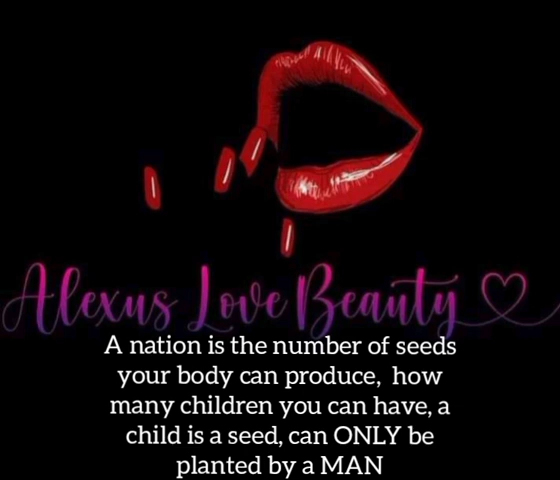 Alexus Love Beauty
A nation is the number of seeds
your body can produce, how
many children you can have, a
child is a seed, can ONLY be
planted by a MAN